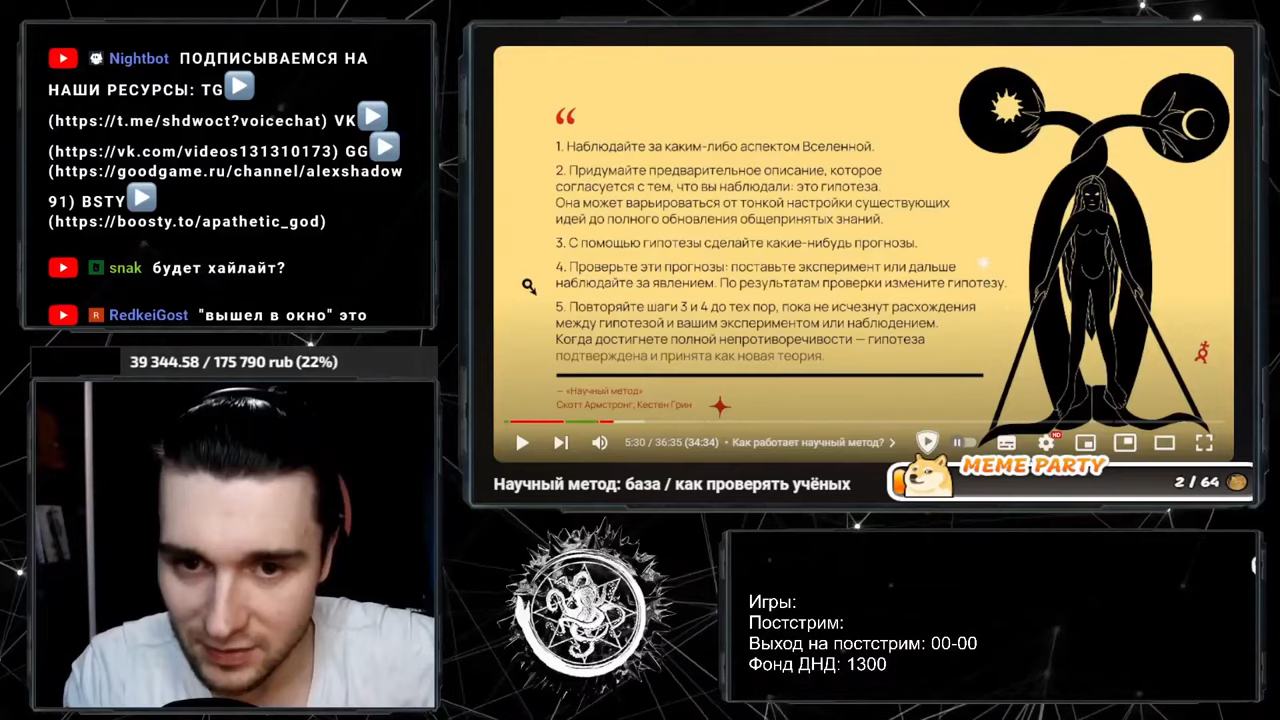 Nightbot ПОДПИСЫВАЕМСЯ НА
НАШИ РЕСУРСЫ: TG
(https://t.me/shdwoct?voicechat) VK
(https://vk.com/videos131310173) GG
(https://goodgame.ru/channel/alexshadow
91) BSTY
(https://boosty.to/apathetic_god)
snak будет хайлайт?
R RedkeiGost "вышел в окно" это
39 344.58 / 175 790 rub (22%)
“
1. Наблюдайте за каким-либо аспектом Вселенной.
2. Придумайте предварительное описание, которое
согласуется с тем, что вы наблюдали: это гипотеза.
Она может варьироваться от тонкой настройки существующих
идей до полного обновления общепринятых знаний.
3. С помощью гипотезы сделайте какие-нибудь прогнозы.
4. Проверьте эти прогнозы: поставьте эксперимент или дальше
наблюдайте за явлением. По результатам проверки измените гипотезу.
5. Повторяйте шаги 3 и 4 до тех пор, пока не исчезнут расхождения
между гипотезой и вашим экспериментом или наблюдением.
Когда достигнете полной непротиворечивости — гипотеза
подтверждена и принята как новая теория.
— «Научный метод»
Скотт Армстронг, Кестен Грин
5:30 / 36:35 (34:34) • Как работает научный метод?
HD
MEME PARTY
2 / 64
Научный метод: база / как проверять учёных
Игры:
Постстрим:
Выход на постстрим: 00-00
Фонд ДНД: 1300